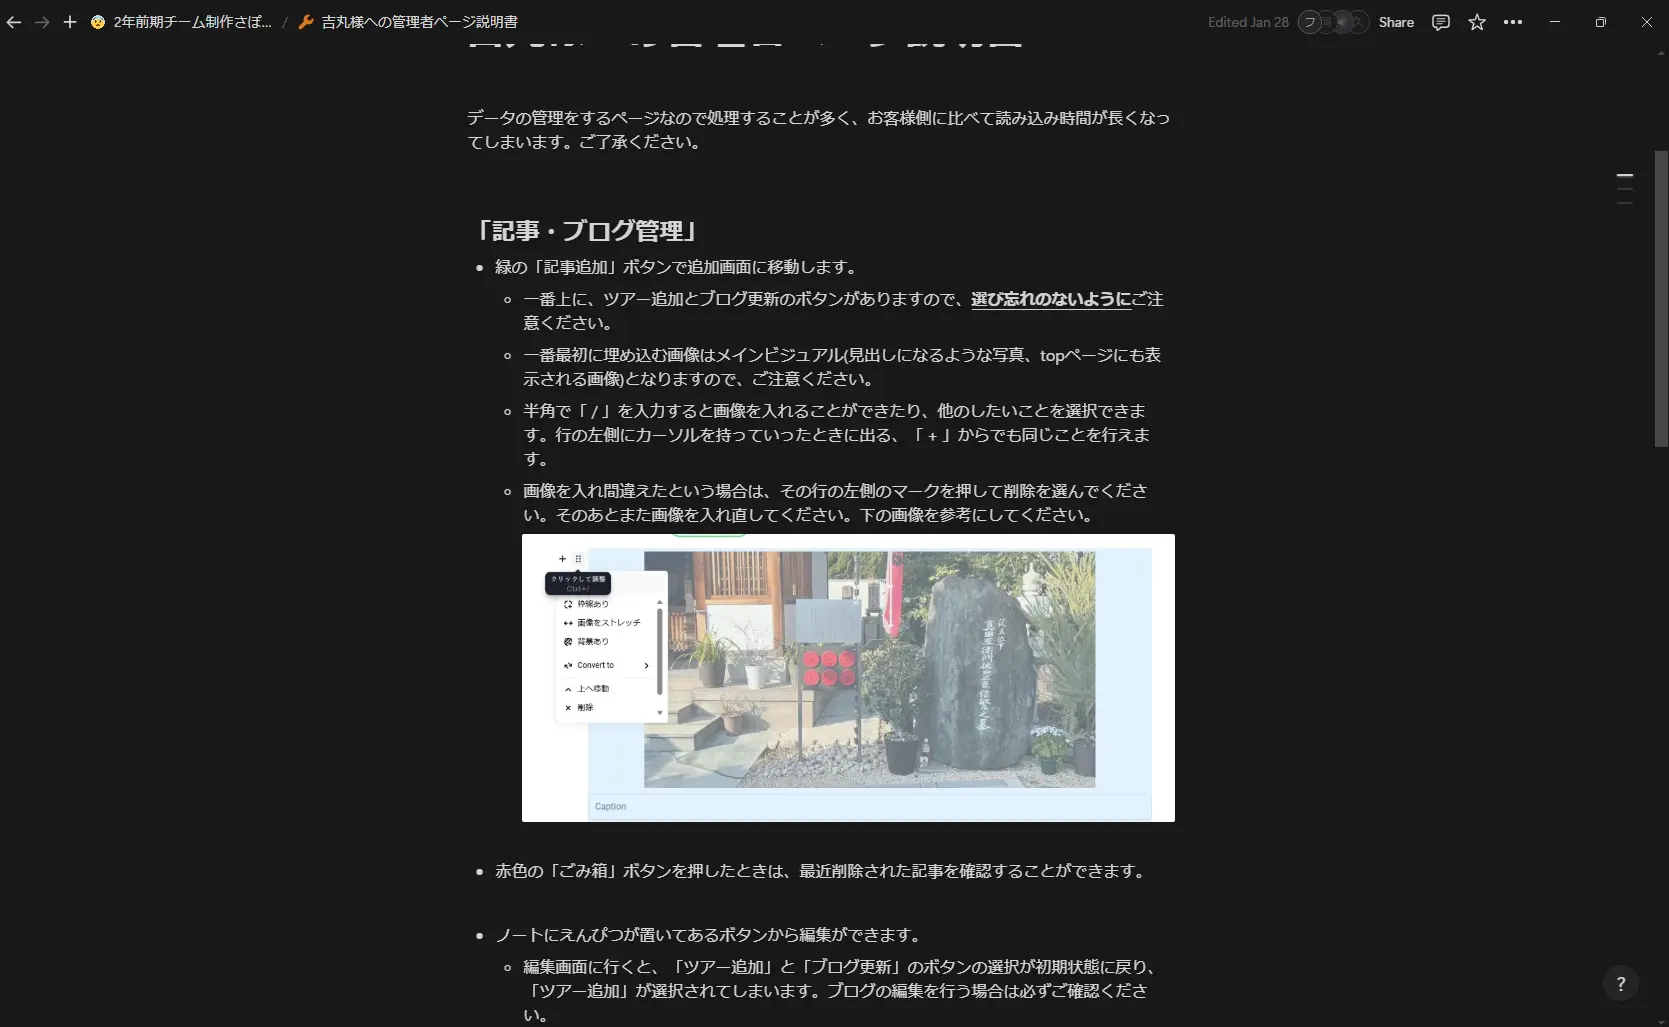 2年前期チーム制作さぽ... / 吉丸様への管理者ページ説明書
Edited Jan 28
フ
Share
データの管理をするページなので処理することが多く、お客様側に比べて読み込み時間が長くなっ
てしまいます。ご了承ください。
「記事・ブログ管理」
緑の「記事追加」ボタンで追加画面に移動します。
一番上に、ツアー追加とブログ更新のボタンがありますので、選び忘れのないようにご注
意ください。
一番最初に埋め込む画像はメインビジュアル(見出しになるような写真、topページにも表
示される画像)となりますので、ご注意ください。
半角で「 / 」を入力すると画像を入れることができたり、他のしたいことを選択できま
す。行の左側にカーソルを持っていったときに出る、「 + 」からでも同じことを行えま
す。
画像を入れ間違えたという場合は、その行の左側のマークを押して削除を選んでくださ
い。そのあとまた画像を入れ直してください。下の画像を参考にしてください。
クリックして調整
Ctrl+/
枠線あり
画像をストレッチ
背景あり
Convert to
上へ移動
削除
Caption
赤色の「ごみ箱」ボタンを押したときは、最近削除された記事を確認することができます。
ノートにえんぴつが置いてあるボタンから編集ができます。
編集画面に行くと、「ツアー追加」と「ブログ更新」のボタンの選択が初期状態に戻り、
「ツアー追加」が選択されてしまいます。ブログの編集を行う場合は必ずご確認くださ
い。
?